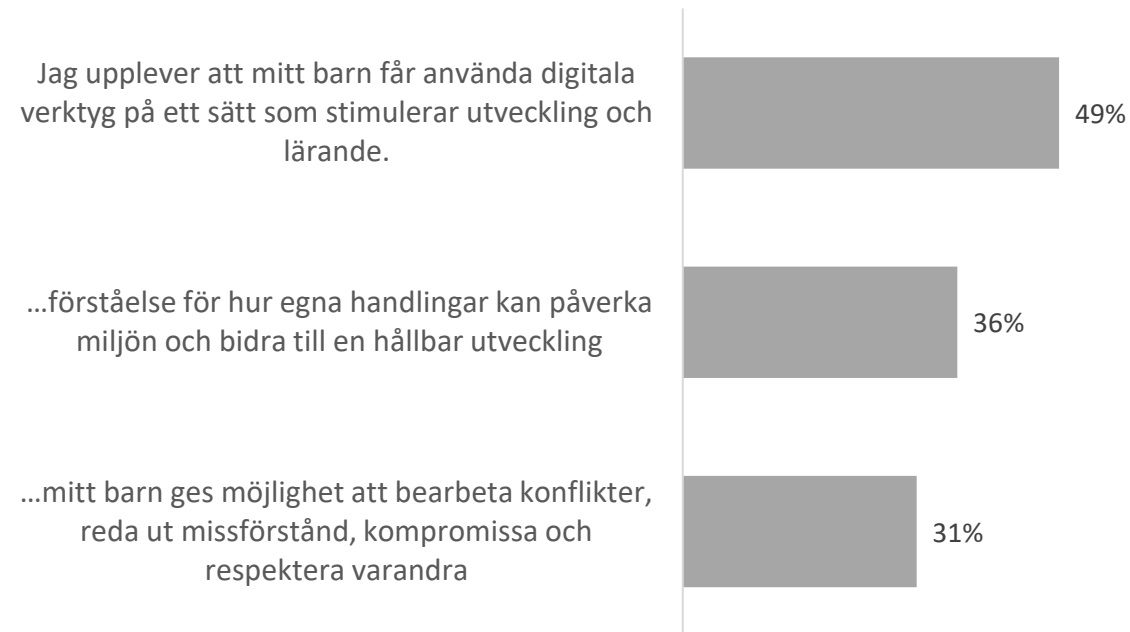 Jag upplever att mitt barn får använda digitala
verktyg på ett sätt som stimulerar utveckling och
lärande.
49%
…förståelse för hur egna handlingar kan påverka
miljön och bidra till en hållbar utveckling
36%
…mitt barn ges möjlighet att bearbeta konflikter,
reda ut missförstånd, kompromissa och
respektera varandra
31%